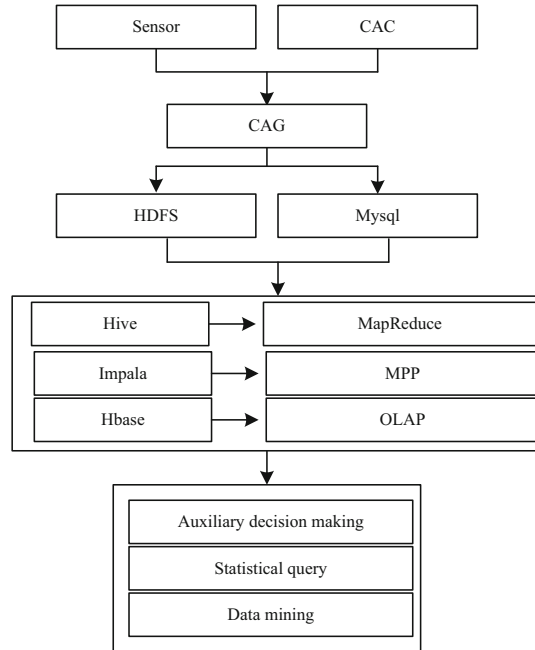 Sensor
CAC
CAG
HDFS
Mysql
Hive
MapReduce
Impala
MPP
Hbase
OLAP
Auxiliary decision making
Statistical query
Data mining